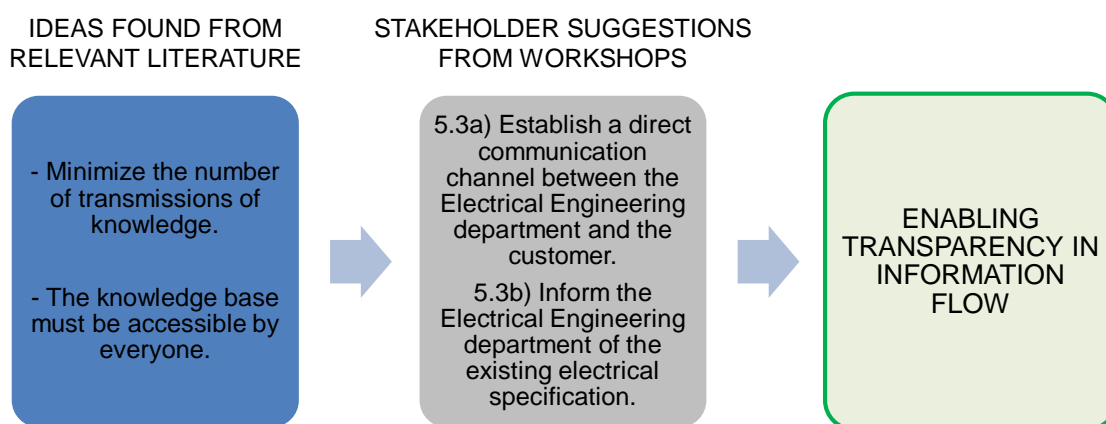 IDEAS FOUND FROM
RELEVANT LITERATURE
STAKEHOLDER SUGGESTIONS
FROM WORKSHOPS
- Minimize the number
of transmissions of
knowledge.
- The knowledge base
must be accessible by
everyone.
5.3a) Establish a direct
communication
channel between the
Electrical Engineering
department and the
customer.
5.3b) Inform the
Electrical Engineering
department of the
existing electrical
specification.
ENABLING
TRANSPARENCY IN
INFORMATION
FLOW